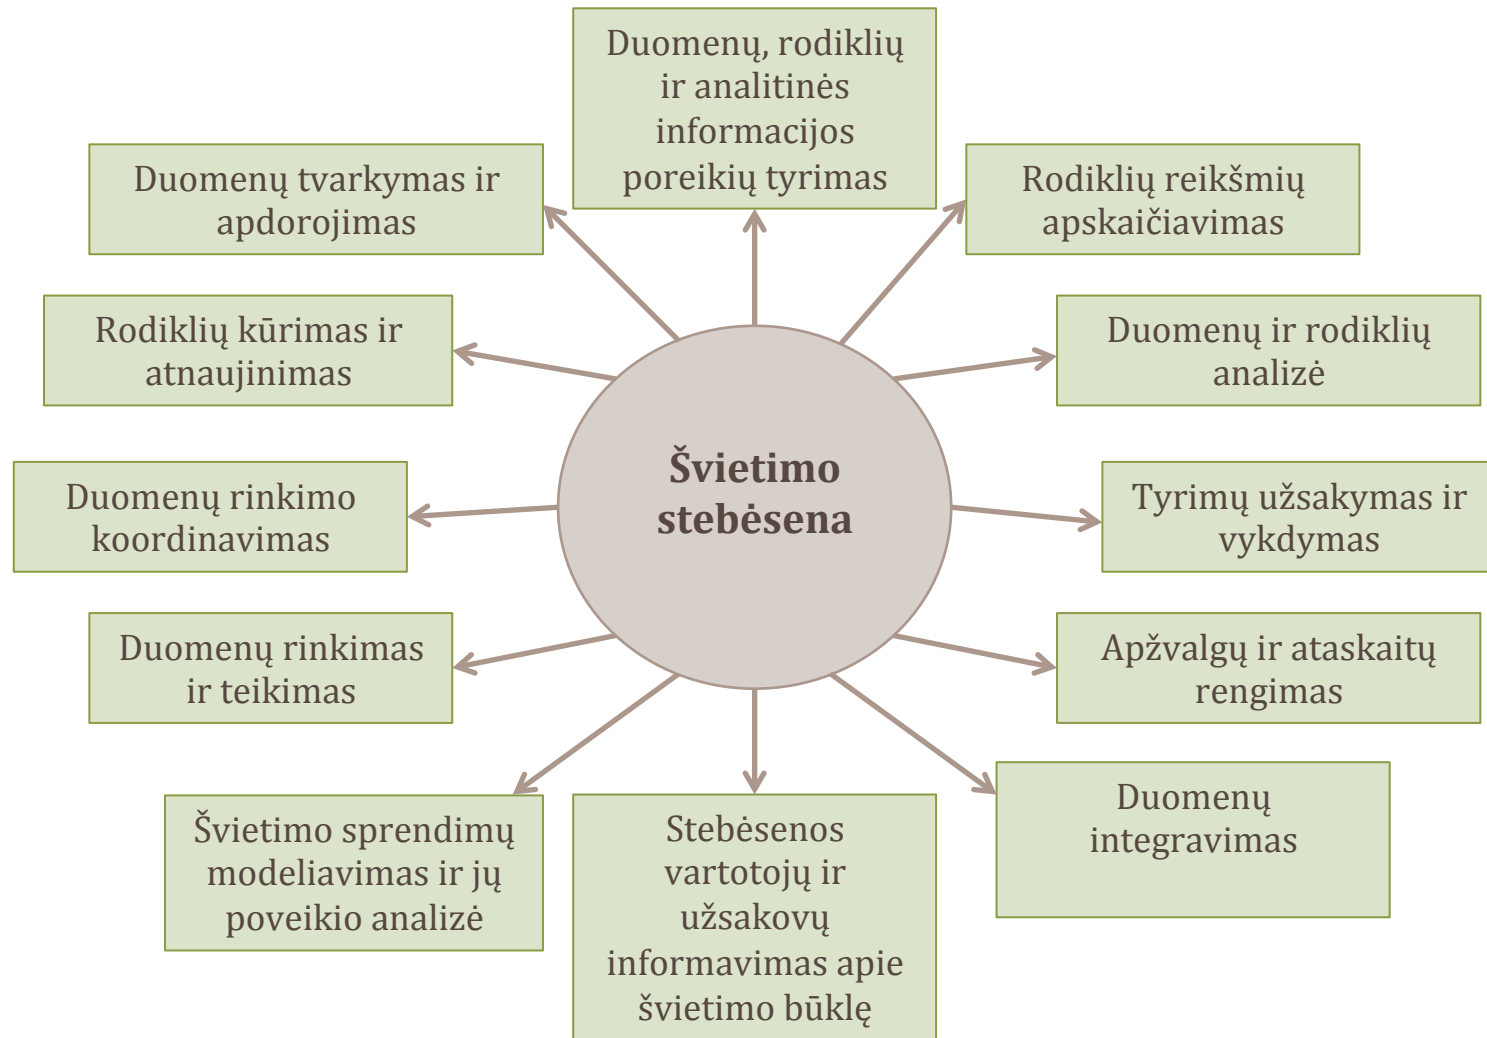 Duomenų, rodiklių
ir analitinės
informacijos
poreikių tyrimas
Duomenų tvarkymas ir
apdorojimas
Rodiklių reikšmių
apskaičiavimas
Rodiklių kūrimas ir
atnaujinimas
Duomenų ir rodiklių
analizė
Švietimo
stebėsena
Duomenų rinkimo
koordinavimas
Tyrimų užsakymas ir
vykdymas
Duomenų rinkimas
ir teikimas
Apžvalgų ir ataskaitų
rengimas
Švietimo sprendimų
modeliavimas ir jų
poveikio analizė
Stebėsenos
vartotojų ir
užsakovų
informavimas apie
švietimo būklę
Duomenų
integravimas